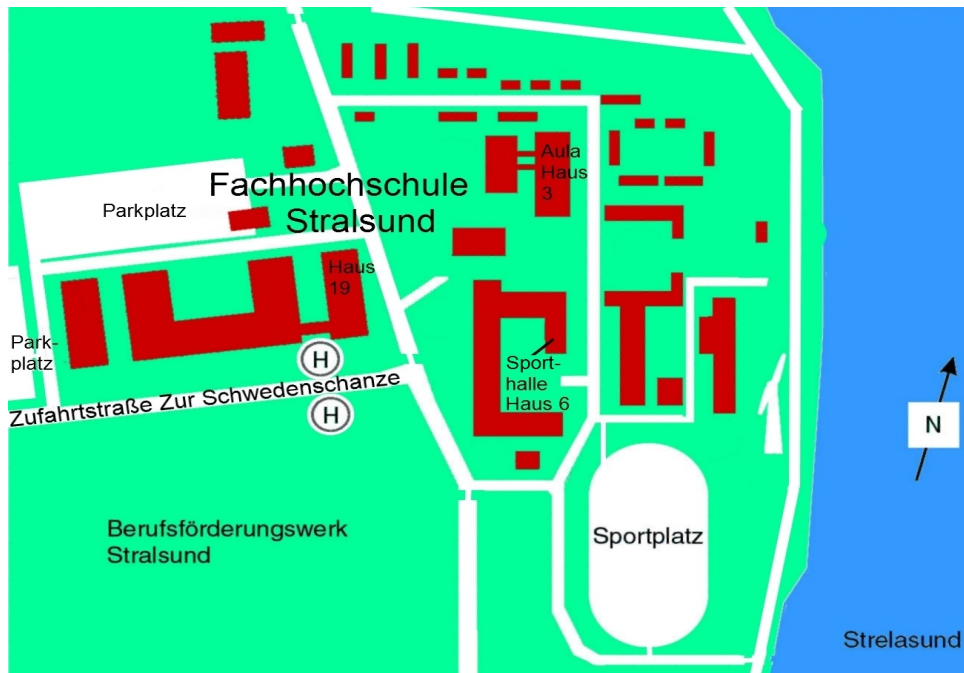 Aula
Haus
3
Fachhochschule
Stralsund
Parkplatz
Haus
19
Park-
platz
H
Sport-
halle
Haus 6
Zufahrtstraße Zur Schwedenschanze
H
N
Berufsförderungswerk
Stralsund
Sportplatz
Strelasund